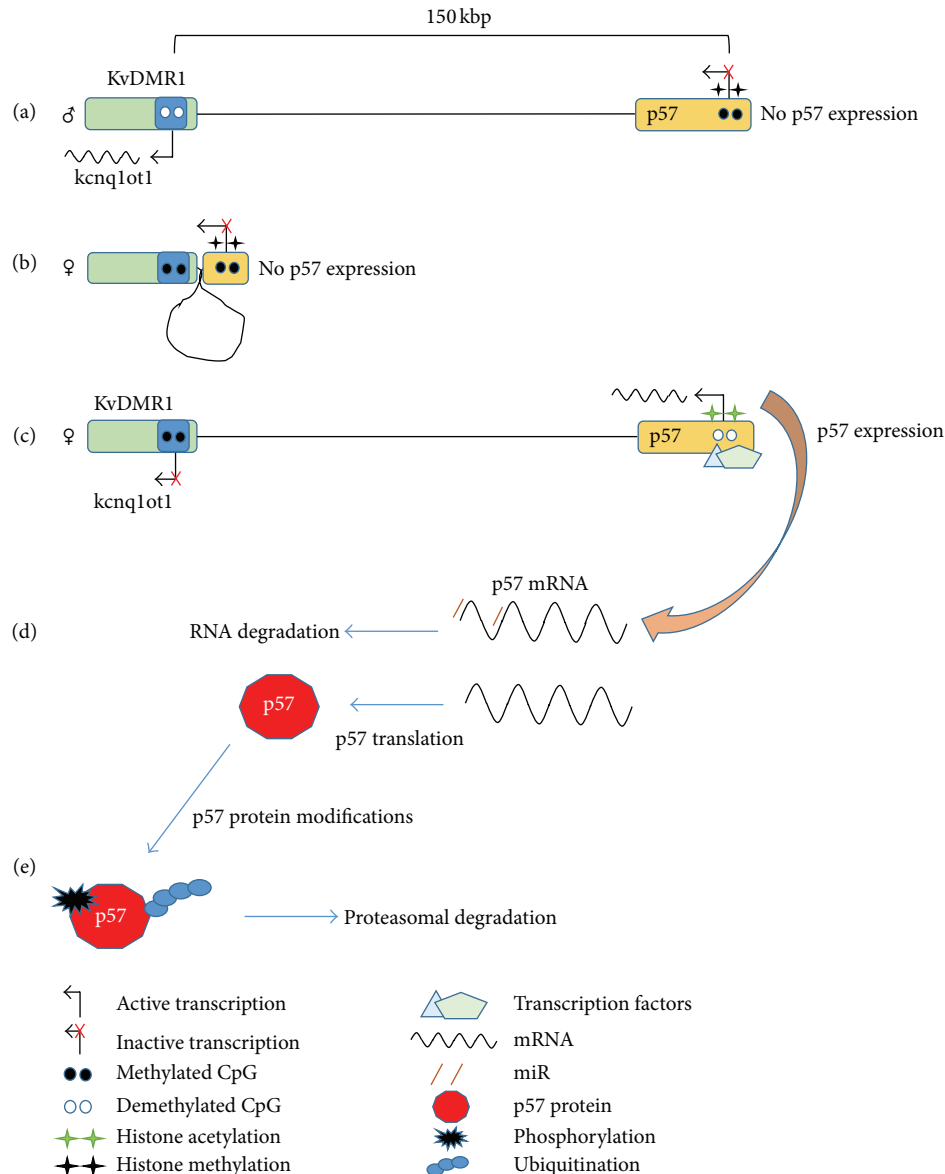 150 kbp
KvDMR1
(a)
♂
p57
No p57 expression
kcnq1ot1
(b)
♀
No p57 expression
KvDMR1
(c)
♀
p57
p57 expression
kcnq1ot1
p57 mRNA
(d)
RNA degradation
p57
p57 translation
p57 protein modifications
(e)
p57
Proteasomal degradation
Active transcription
Transcription factors
Inactive transcription
mRNA
Methylated CpG
miR
Demethylated CpG
p57 protein
Histone acetylation
Phosphorylation
Histone methylation
Ubiquitination